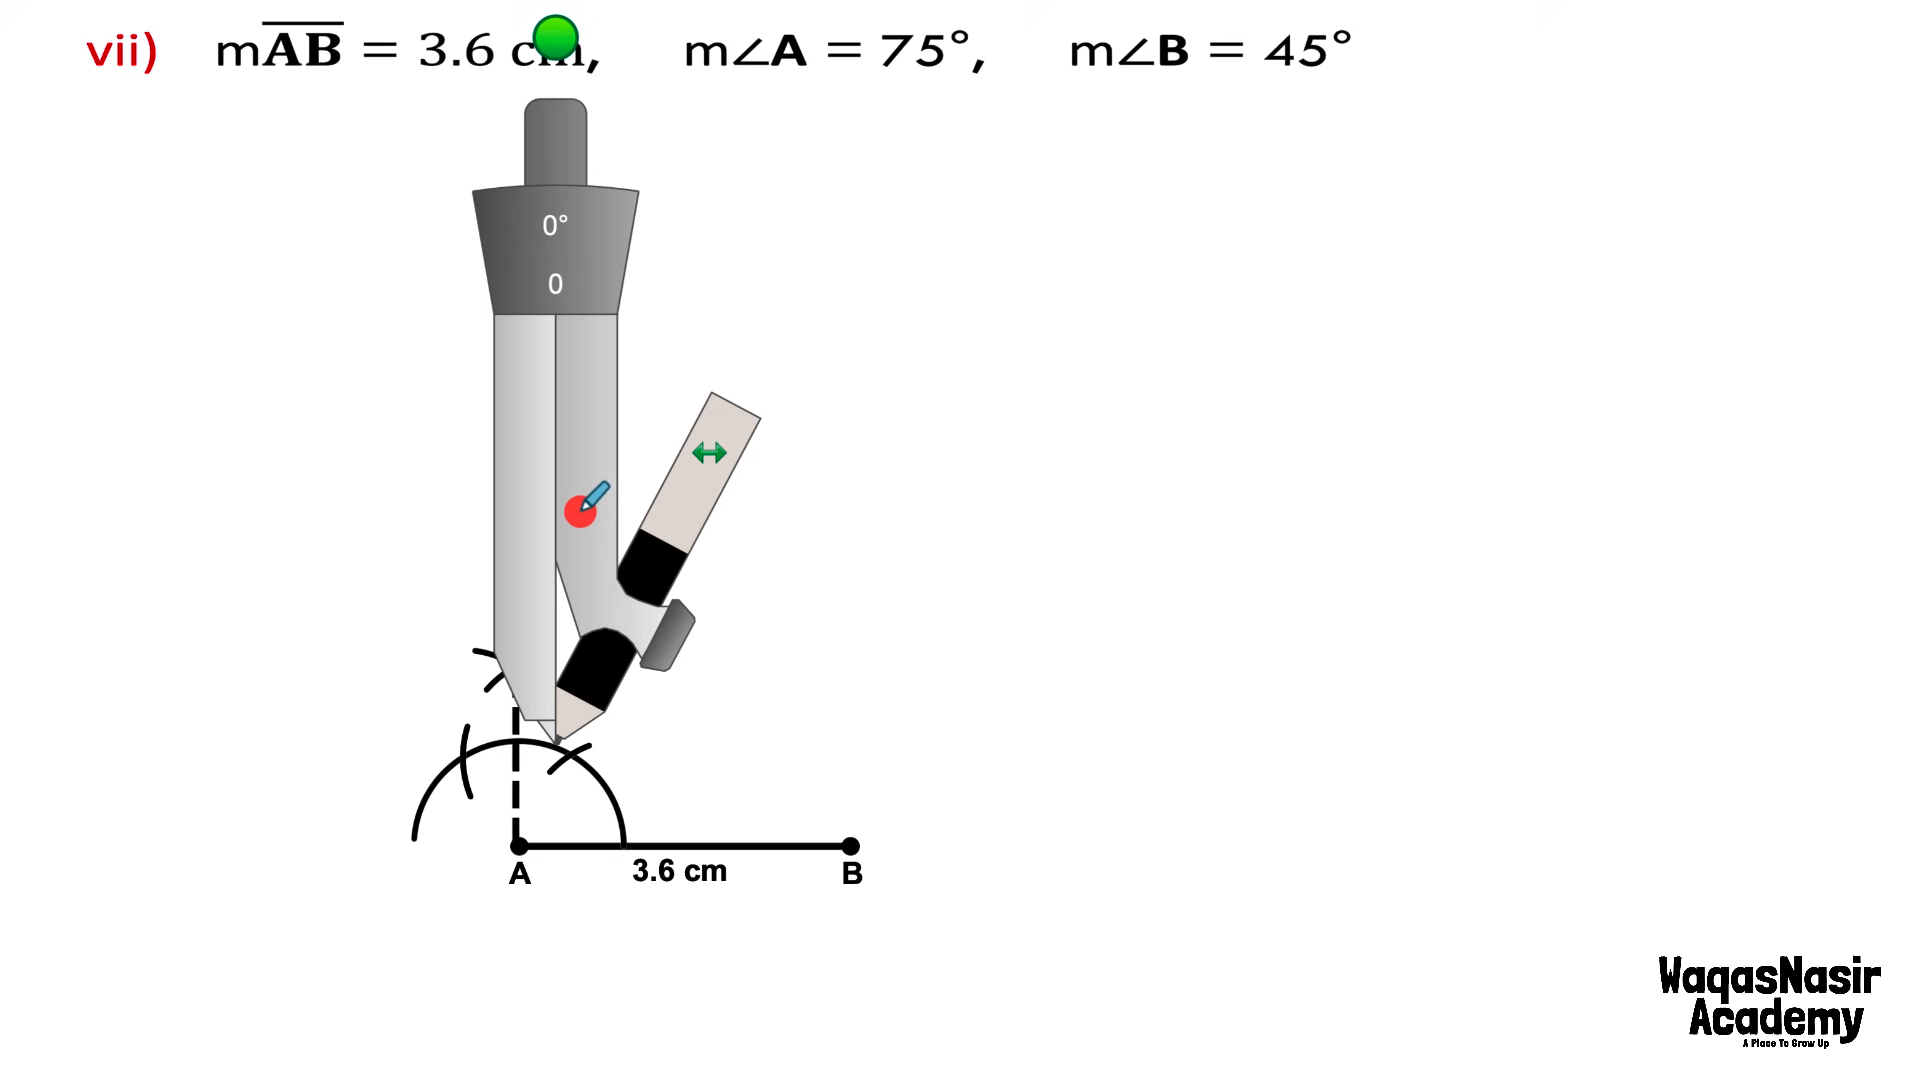 vii) mAB = 3.6 cm, m∠A = 75°, m∠B = 45°
0°
0
A
3.6 cm
B
WaqasNasir
Academy
A Place To Grow Up